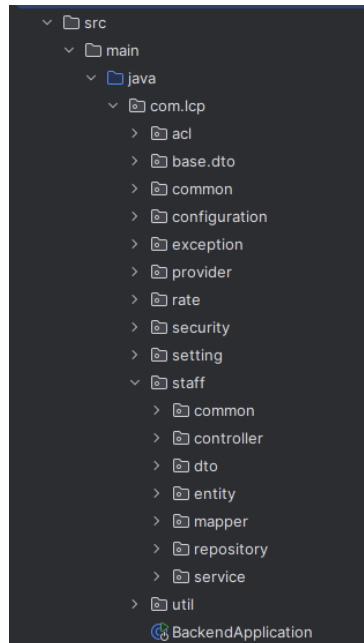 src
main
java
com.lcp
acl
base.dto
common
configuration
exception
provider
rate
security
setting
staff
common
controller
dto
entity
mapper
repository
service
util
BackendApplication